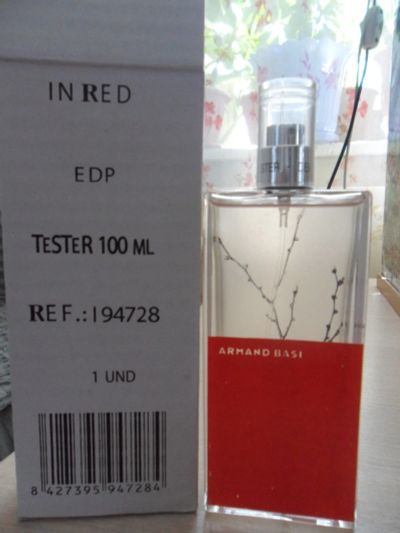 IN RED
EDP
TESTER 100 ML
REF.:194728
1 UND
8 427395 947284
ARMAND BASI